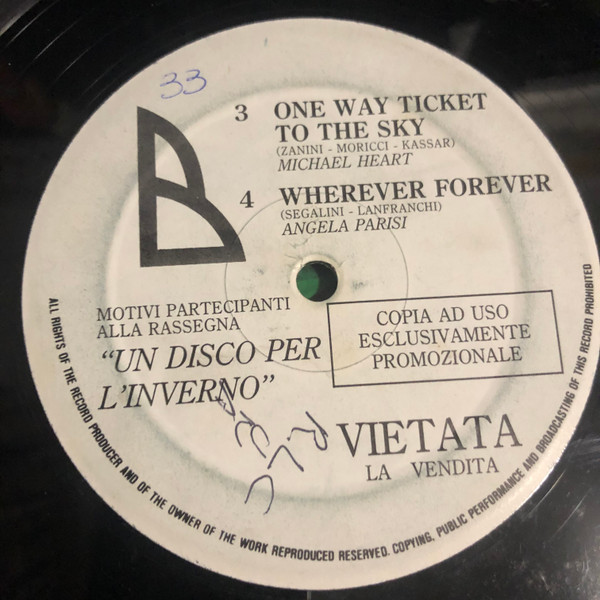 33
3 ONE WAY TICKET
TO THE SKY
(ZANINI - MORICCI - KASSAR)
MICHAEL HEART
B
4 WHEREVER FOREVER
(SEGALINI - LANFRANCHI)
ANGELA PARISI
MOTIVI PARTECIPANTI
ALLA RASSEGNA
"UN DISCO PER
L'INVERNO"
COPIA AD USO
ESCLUSIVAMENTE
PROMOZIONALE
VIETATA
LA VENDITA
ALL RIGHTS OF THE RECORD PRODUCER AND OF THE OWNER OF THE WORK REPRODUCED RESERVED. COPYING, PUBLIC PERFORMANCE AND BROADCASTING OF THIS RECORD PROHIBITED